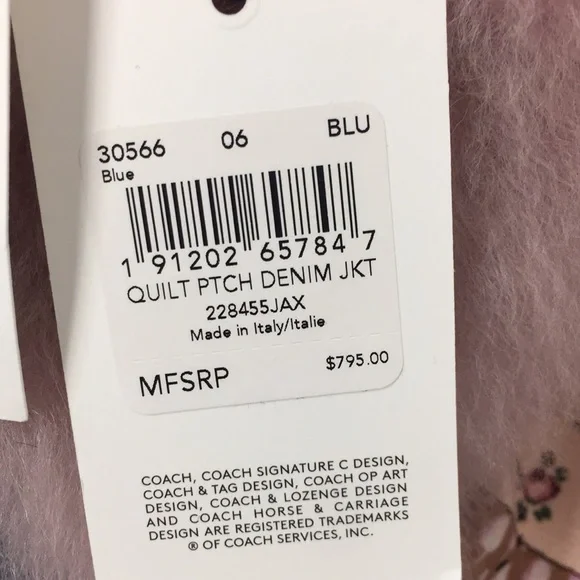 30566 06 BLU
Blue
1 91202 65784 7
QUILT PTCH DENIM JKT
228455JAX
Made in Italy/Italie
MFSRP $795.00
COACH, COACH SIGNATURE C DESIGN,
COACH & TAG DESIGN, COACH OP ART
DESIGN, COACH & LOZENGE DESIGN
AND COACH HORSE & CARRIAGE
DESIGN ARE REGISTERED TRADEMARKS
® OF COACH SERVICES, INC.